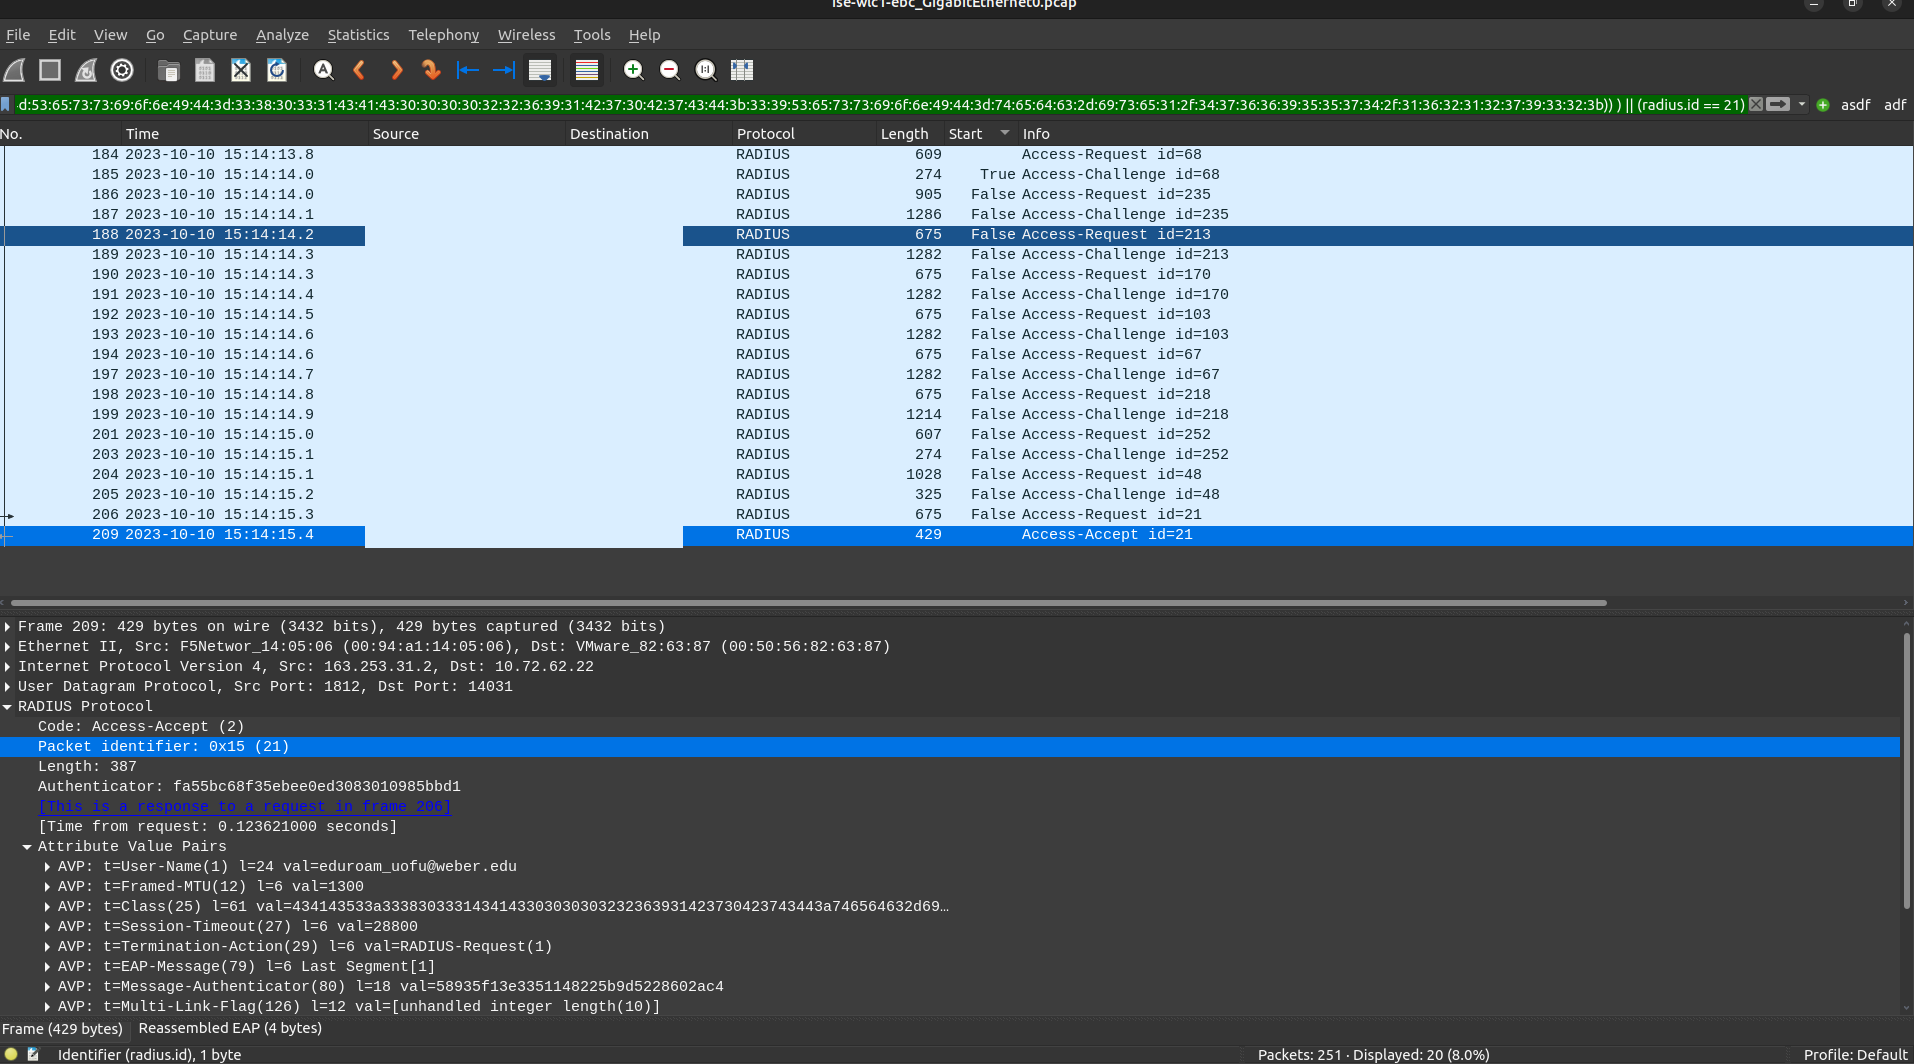 ise-wlc1-ebc_GigabitEthernet0.pcap
File Edit View Go Capture Analyze Statistics Telephony Wireless Tools Help
d:53:65:73:73:69:6f:6e:49:44:3d:33:38:30:33:31:43:41:43:30:30:30:30:32:32:36:39:31:42:37:30:42:37:43:44:3b:33:39:53:65:73:73:69:6f:6e:49:44:3d:74:65:64:63:2d:69:73:65:31:2f:34:37:36:36:39:35:35:37:34:2f:31:36:32:31:32:37:39:33:32:3b)) ) || (radius.id == 21) asdf adf
No. Time Source Destination Protocol Length Start Info
184 2023-10-10 15:14:13.8 RADIUS 609 Access-Request id=68
185 2023-10-10 15:14:14.0 RADIUS 274 True Access-Challenge id=68
186 2023-10-10 15:14:14.0 RADIUS 905 False Access-Request id=235
187 2023-10-10 15:14:14.1 RADIUS 1286 False Access-Challenge id=235
188 2023-10-10 15:14:14.2 RADIUS 675 False Access-Request id=213
189 2023-10-10 15:14:14.3 RADIUS 1282 False Access-Challenge id=213
190 2023-10-10 15:14:14.3 RADIUS 675 False Access-Request id=170
191 2023-10-10 15:14:14.4 RADIUS 1282 False Access-Challenge id=170
192 2023-10-10 15:14:14.5 RADIUS 675 False Access-Request id=103
193 2023-10-10 15:14:14.6 RADIUS 1282 False Access-Challenge id=103
194 2023-10-10 15:14:14.6 RADIUS 675 False Access-Request id=67
197 2023-10-10 15:14:14.7 RADIUS 1282 False Access-Challenge id=67
198 2023-10-10 15:14:14.8 RADIUS 675 False Access-Request id=218
199 2023-10-10 15:14:14.9 RADIUS 1214 False Access-Challenge id=218
201 2023-10-10 15:14:15.0 RADIUS 607 False Access-Request id=252
203 2023-10-10 15:14:15.1 RADIUS 274 False Access-Challenge id=252
204 2023-10-10 15:14:15.1 RADIUS 1028 False Access-Request id=48
205 2023-10-10 15:14:15.2 RADIUS 325 False Access-Challenge id=48
206 2023-10-10 15:14:15.3 RADIUS 675 False Access-Request id=21
209 2023-10-10 15:14:15.4 RADIUS 429 Access-Accept id=21
Frame 209: 429 bytes on wire (3432 bits), 429 bytes captured (3432 bits)
Ethernet II, Src: F5Networ_14:05:06 (00:94:a1:14:05:06), Dst: VMware_82:63:87 (00:50:56:82:63:87)
Internet Protocol Version 4, Src: 163.253.31.2, Dst: 10.72.62.22
User Datagram Protocol, Src Port: 1812, Dst Port: 14031
RADIUS Protocol
Code: Access-Accept (2)
Packet identifier: 0x15 (21)
Length: 387
Authenticator: fa55bc68f35ebee0ed3083010985bbd1
[This is a response to a request in frame 206]
[Time from request: 0.123621000 seconds]
Attribute Value Pairs
AVP: t=User-Name(1) l=24 val=eduroam_uofu@weber.edu
AVP: t=Framed-MTU(12) l=6 val=1300
AVP: t=Class(25) l=61 val=434143533a33383033314341433030303032323639314237304237434​43a746564632d69…
AVP: t=Session-Timeout(27) l=6 val=28800
AVP: t=Termination-Action(29) l=6 val=RADIUS-Request(1)
AVP: t=EAP-Message(79) l=6 Last Segment[1]
AVP: t=Message-Authenticator(80) l=18 val=58935f13e3351148225b9d5228602ac4
AVP: t=Multi-Link-Flag(126) l=12 val=[unhandled integer length(10)]
Frame (429 bytes) Reassembled EAP (4 bytes)
Identifier (radius.id), 1 byte Packets: 251 · Displayed: 20 (8.0%) Profile: Default